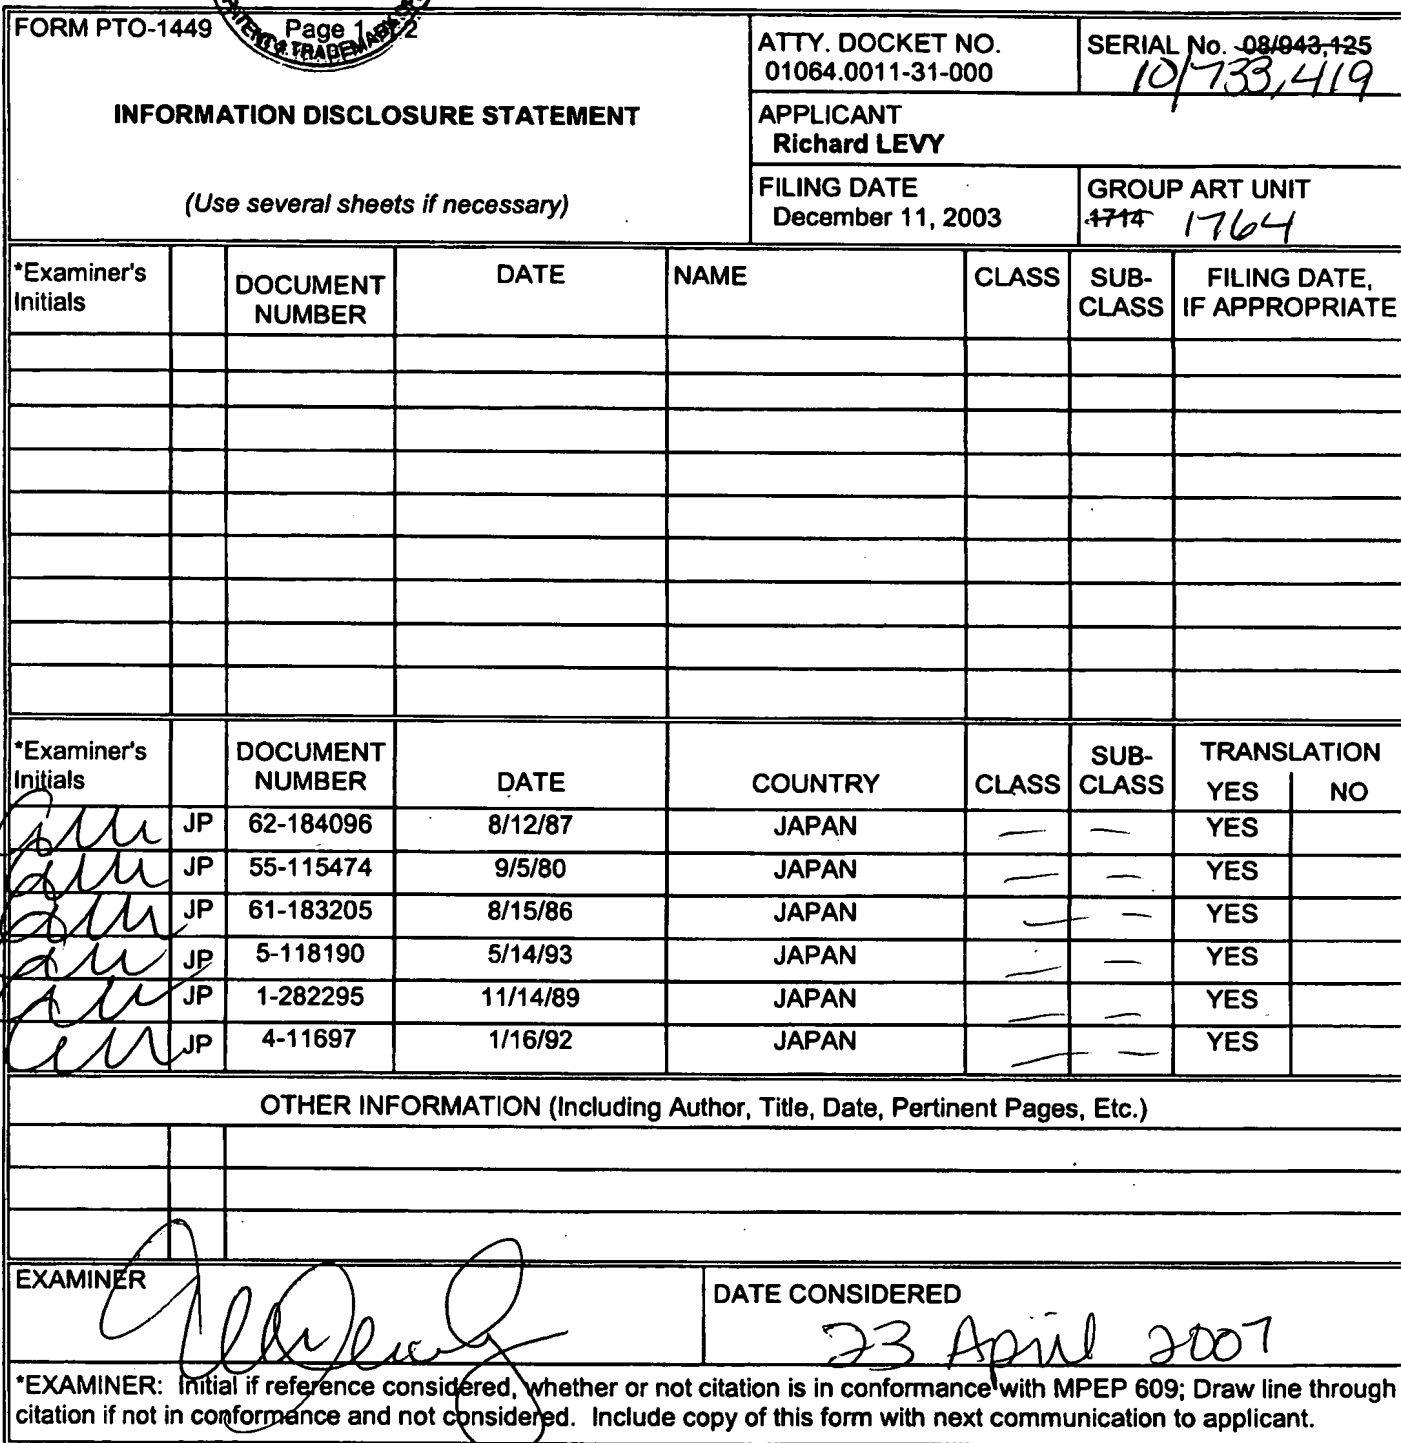 FORM PTO-1449
Page 1
PATENT & TRADEMARK
INFORMATION DISCLOSURE STATEMENT
(Use several sheets if necessary)
ATTY. DOCKET NO.
01064.0011-31-000
SERIAL No. 08/943,125
10/733,419
APPLICANT
Richard LEVY
FILING DATE
December 11, 2003
GROUP ART UNIT
1714 1764
*Examiner's Initials DOCUMENT NUMBER DATE NAME CLASS SUB-CLASS FILING DATE, IF APPROPRIATE
*Examiner's Initials DOCUMENT NUMBER DATE COUNTRY CLASS SUB-CLASS TRANSLATION YES NO
JP 62-184096 8/12/87 JAPAN — — YES
JP 55-115474 9/5/80 JAPAN — — YES
JP 61-183205 8/15/86 JAPAN — — YES
JP 5-118190 5/14/93 JAPAN — — YES
JP 1-282295 11/14/89 JAPAN — — YES
JP 4-11697 1/16/92 JAPAN — — YES
OTHER INFORMATION (Including Author, Title, Date, Pertinent Pages, Etc.)
EXAMINER
DATE CONSIDERED
23 April 2007
*EXAMINER: Initial if reference considered, whether or not citation is in conformance with MPEP 609; Draw line through
citation if not in conformance and not considered. Include copy of this form with next communication to applicant.